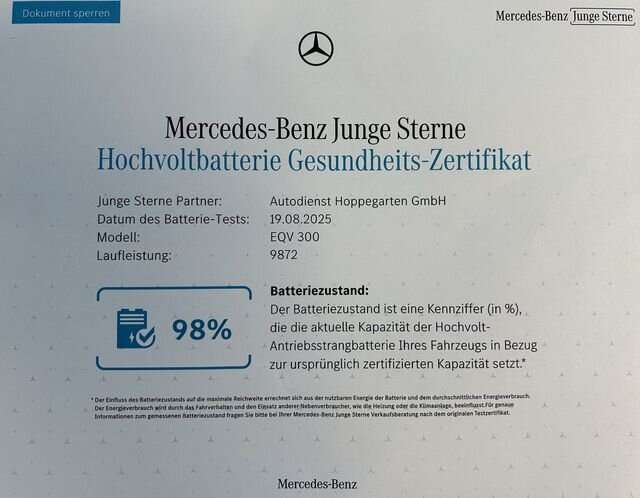 Dokument sperren
Mercedes-Benz Junge Sterne
Mercedes-Benz Junge Sterne
Hochvoltbatterie Gesundheits-Zertifikat
Junge Sterne Partner: Autodienst Hoppegarten GmbH
Datum des Batterie-Tests: 19.08.2025
Modell: EQV 300
Laufleistung: 9872
98%
Batteriezustand:
Der Batteriezustand ist eine Kennziffer (in %),
die die aktuelle Kapazität der Hochvolt-
Antriebsstrangbatterie Ihres Fahrzeugs in Bezug
zur ursprünglich zertifizierten Kapazität setzt.*
* Der Einfluss des Batteriezustands auf die maximale Reichweite errechnet sich aus der nutzbaren Energie der Batterie und dem durchschnittlichen Energieverbrauch.
Der Energieverbrauch wird durch das Fahrverhalten und den Einsatz anderer Nebenverbraucher, wie die Heizung oder die Klimaanlage, beeinflusst.Für genaue
Informationen zum gemessenen Batteriezustand fragen Sie bitte bei Ihrer Mercedes-Benz Junge Sterne Verkaufsberatung nach dem originalen Testzertifikat.
Mercedes-Benz